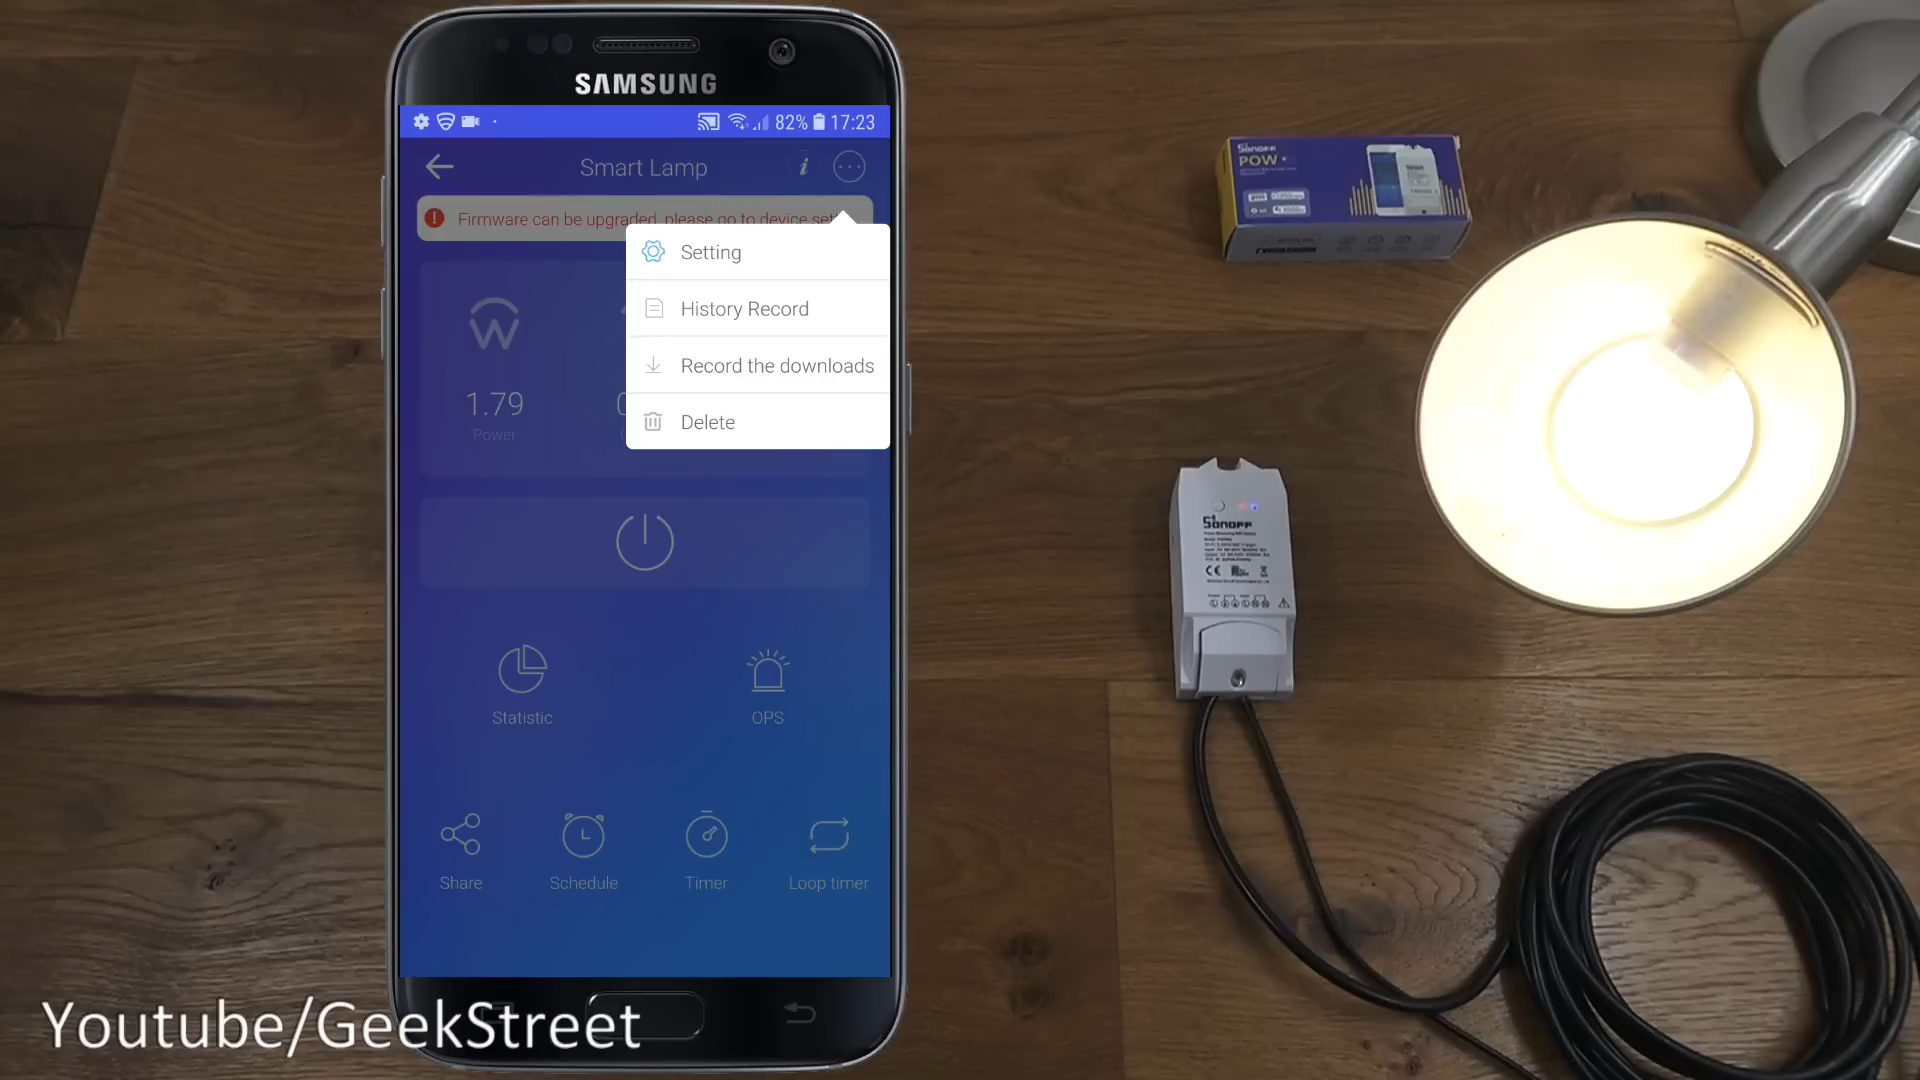 SAMSUNG
82% 17:23
Smart Lamp
Firmware can be upgraded, please go to device set
Setting
History Record
Record the downloads
Delete
1.79
Power
Statistic
OPS
Share
Schedule
Timer
Loop timer
SONOFF
POW
SONOFF
CE
Youtube/GeekStreet